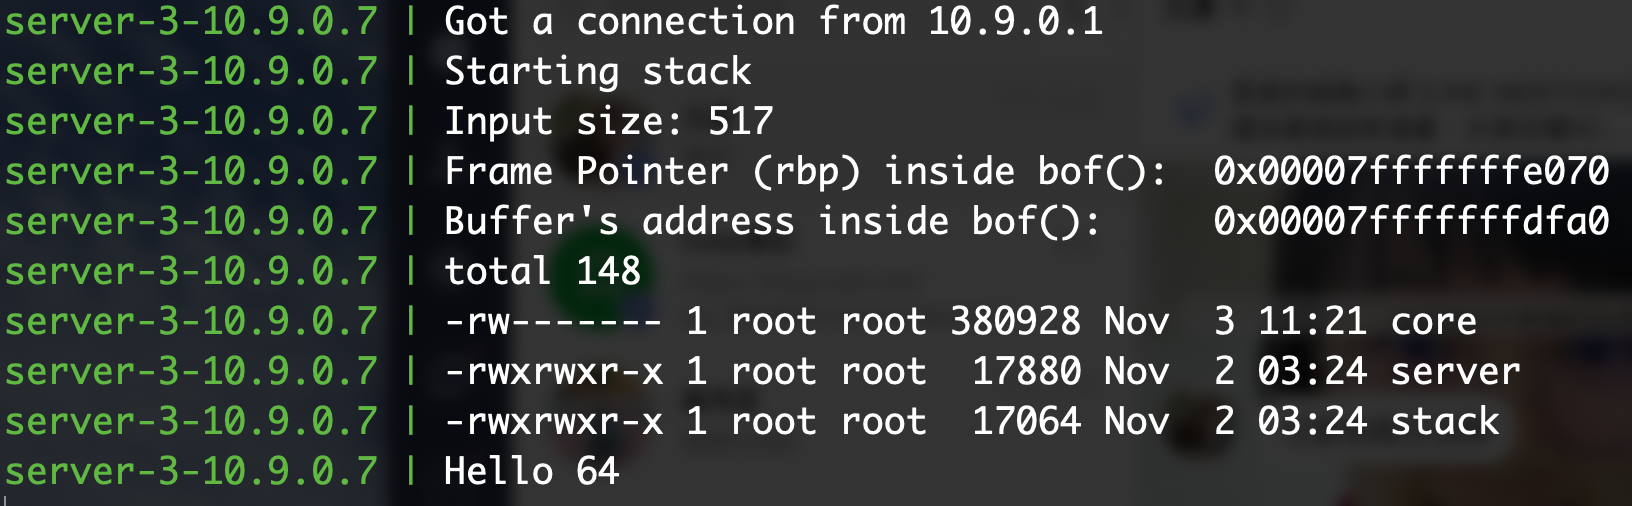 server-3-10.9.0.7 | Got a connection from 10.9.0.1
server-3-10.9.0.7 | Starting stack
server-3-10.9.0.7 | Input size: 517
server-3-10.9.0.7 | Frame Pointer (rbp) inside bof():  0x00007fffffffe070
server-3-10.9.0.7 | Buffer's address inside bof():     0x00007fffffffdfa0
server-3-10.9.0.7 | total 148
server-3-10.9.0.7 | -rw------- 1 root root 380928 Nov  3 11:21 core
server-3-10.9.0.7 | -rwxrwxr-x 1 root root  17880 Nov  2 03:24 server
server-3-10.9.0.7 | -rwxrwxr-x 1 root root  17064 Nov  2 03:24 stack
server-3-10.9.0.7 | Hello 64